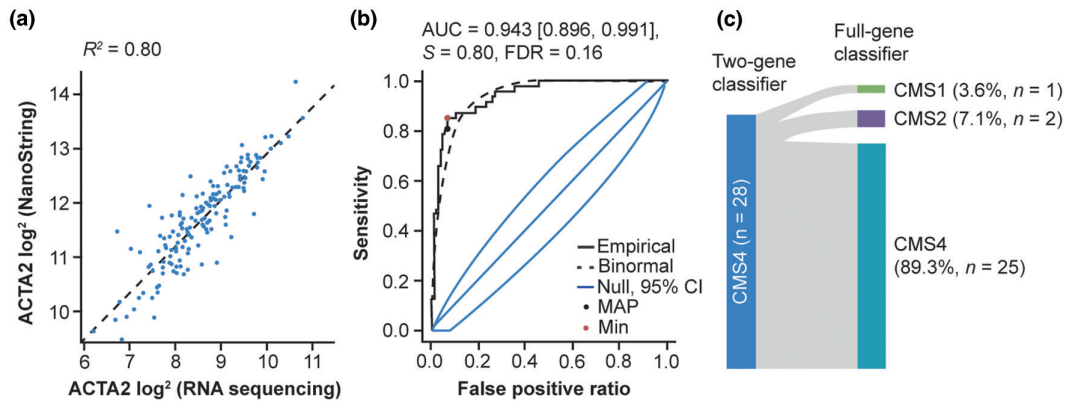 (a)
R² = 0.80
14
13
12
11
10
ACTA2 log² (NanoString)
6 7 8 9 10 11
ACTA2 log² (RNA sequencing)
(b)
AUC = 0.943 [0.896, 0.991],
S = 0.80, FDR = 0.16
1.0
0.8
0.6
0.4
0.2
0.0
Sensitivity
Empirical
Binormal
Null, 95% CI
MAP
Min
0.0 0.2 0.4 0.6 0.8 1.0
False positive ratio
(c)
Two-gene
classifier
Full-gene
classifier
CMS4 (n = 28)
CMS1 (3.6%, n = 1)
CMS2 (7.1%, n = 2)
CMS4
(89.3%, n = 25)